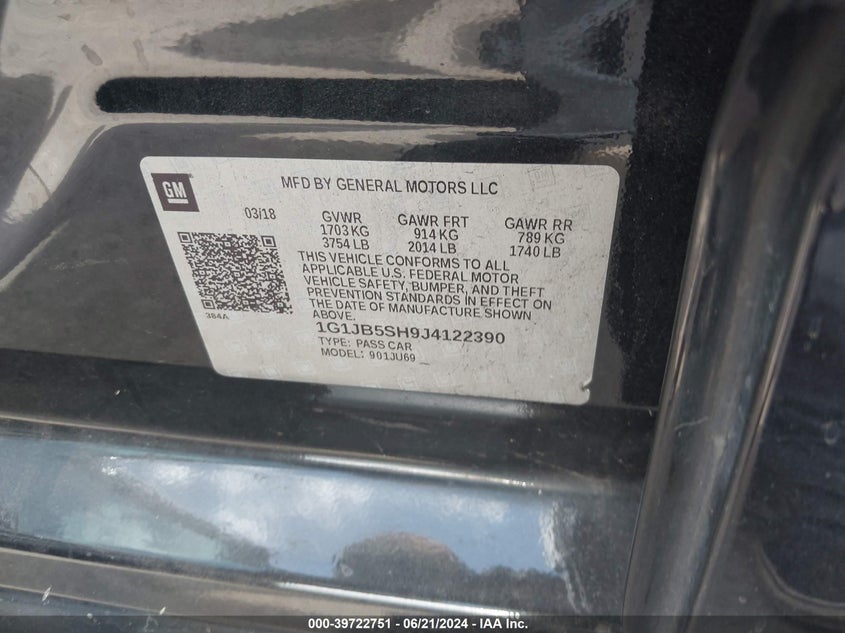 GM
MFD BY GENERAL MOTORS LLC
03/18 GVWR GAWR FRT GAWR RR
1703 KG 914 KG 789 KG
3754 LB 2014 LB 1740 LB
THIS VEHICLE CONFORMS TO ALL
APPLICABLE U.S. FEDERAL MOTOR
VEHICLE SAFETY, BUMPER, AND THEFT
PREVENTION STANDARDS IN EFFECT ON
THE DATE OF MANUFACTURE SHOWN
ABOVE.
384A
1G1JB5SH9J4122390
TYPE: PASS CAR
MODEL: 901JU69
000-39722751 - 06/21/2024 - IAA Inc.